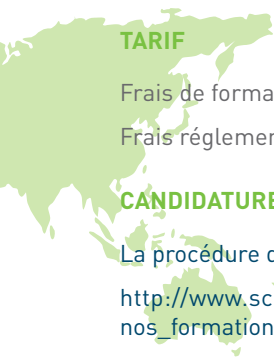 TARIF
Frais de forma
Frais réglemen
CANDIDATURE
La procédure d
http://www.sc
nos_formation